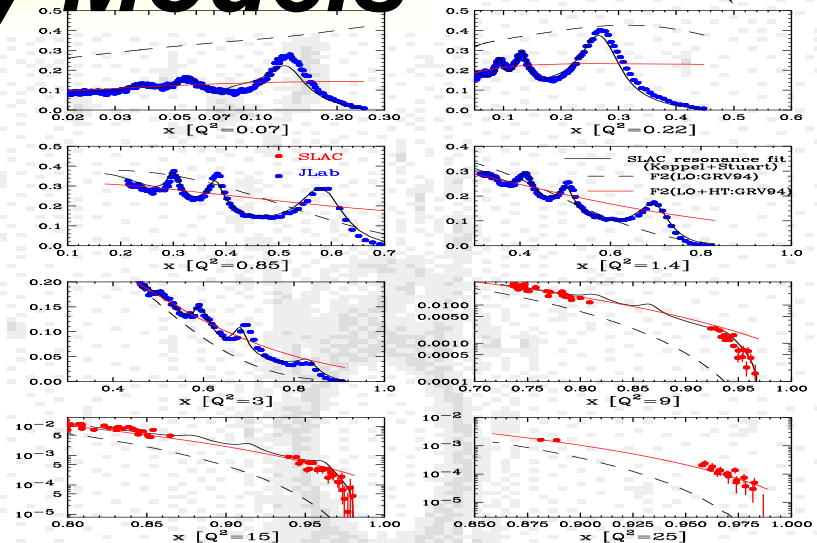 y Models
0.5
0.4
0.3
0.2
0.1
0.0
0.02 0.03 0.05 0.07 0.10 0.20 0.30
x [Q²=0.07]
0.5
0.4
0.3
0.2
0.1
0.0
0.1 0.2 0.3 0.4 0.5 0.6
x [Q²=0.22]
0.5
0.4
0.3
0.2
0.1
0.0
SLAC
JLab
0.1 0.2 0.3 0.4 0.5 0.6 0.7
x [Q²=0.85]
0.4
0.3
0.2
0.1
0.0
SLAC resonance fit
(Keppel+Stuart)
F2(LO:GRV94)
F2(LO+HT:GRV94)
0.4 0.6 0.8 1.0
x [Q²=1.4]
0.20
0.15
0.10
0.05
0.00
0.4 0.6 0.8 1.0
x [Q²=3]
0.0100
0.0050
0.0010
0.0005
0.0001
0.70 0.75 0.80 0.85 0.90 0.95 1.00
x [Q²=9]
10⁻²
5
10⁻³
5
10⁻⁴
5
10⁻⁵
0.80 0.85 0.90 0.95 1.00
x [Q²=15]
10⁻²
10⁻³
10⁻⁴
10⁻⁵
0.850 0.875 0.900 0.925 0.950 0.975 1.000
x [Q²=25]